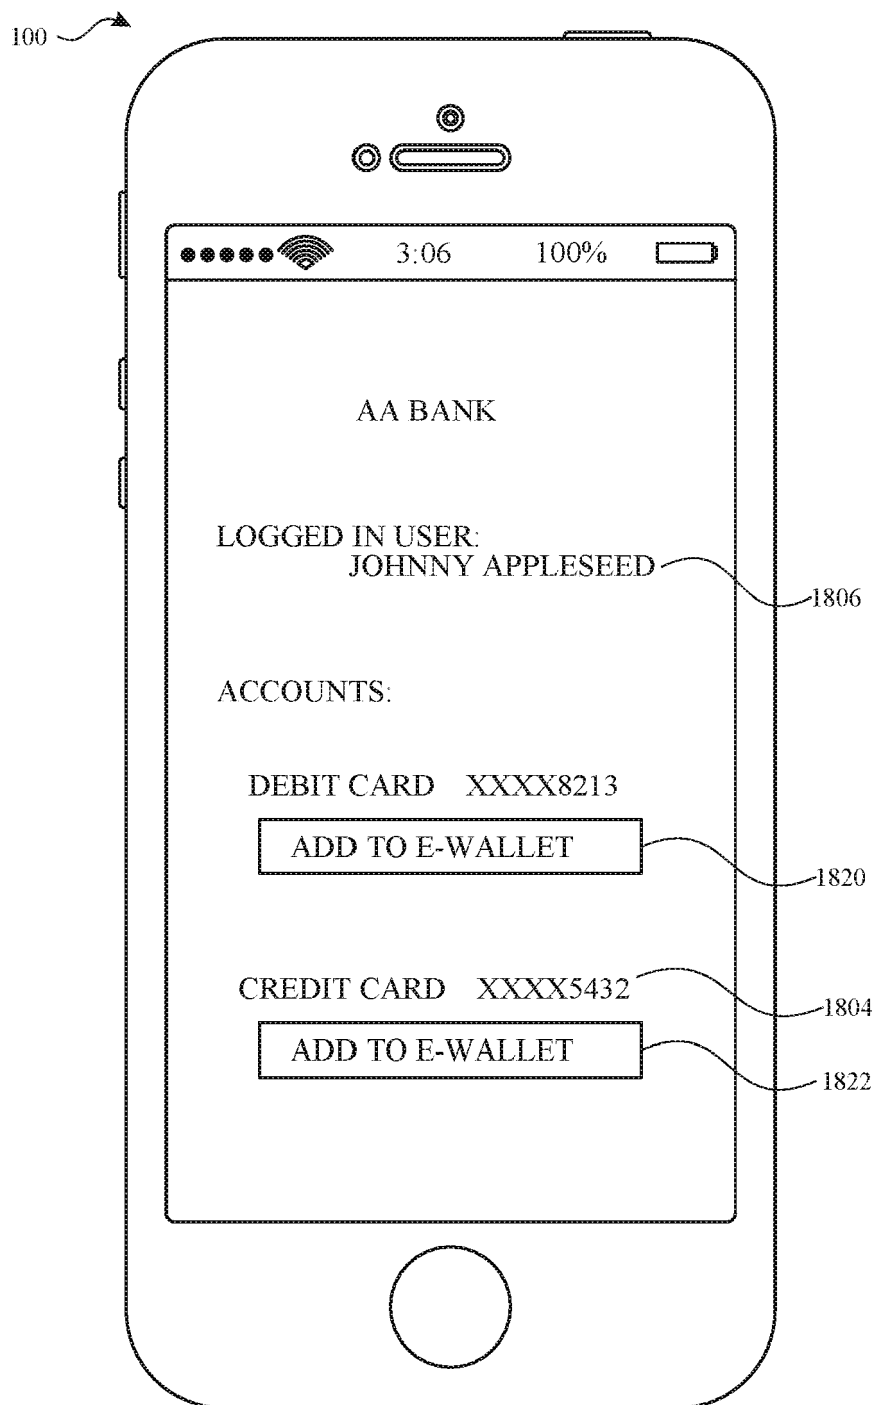 100
3:06 100%
AA BANK
LOGGED IN USER:
JOHNNY APPLESEED
1806
ACCOUNTS:
DEBIT CARD XXXX8213
ADD TO E-WALLET
1820
CREDIT CARD XXXX5432
1804
ADD TO E-WALLET
1822